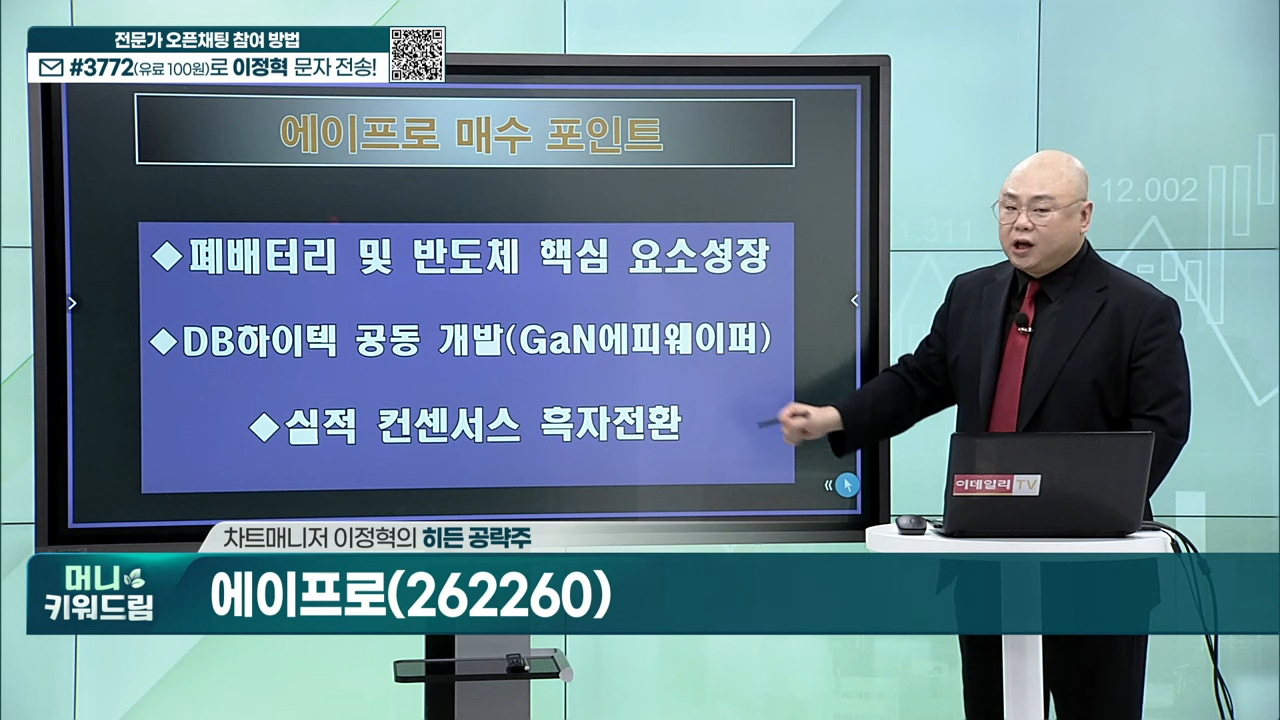 전문가 오픈채팅 참여 방법
#3772(유료 100원)로 이정혁 문자 전송!
에이프로 매수 포인트
◆폐배터리 및 반도체 핵심 요소성장
◆DB하이텍 공동 개발(GaN에피웨이퍼)
◆실적 컨센서스 흑자전환
12.002
.311
이데일리 TV
차트매니저 이정혁의 히든 공략주
머니
키워드림
에이프로(262260)